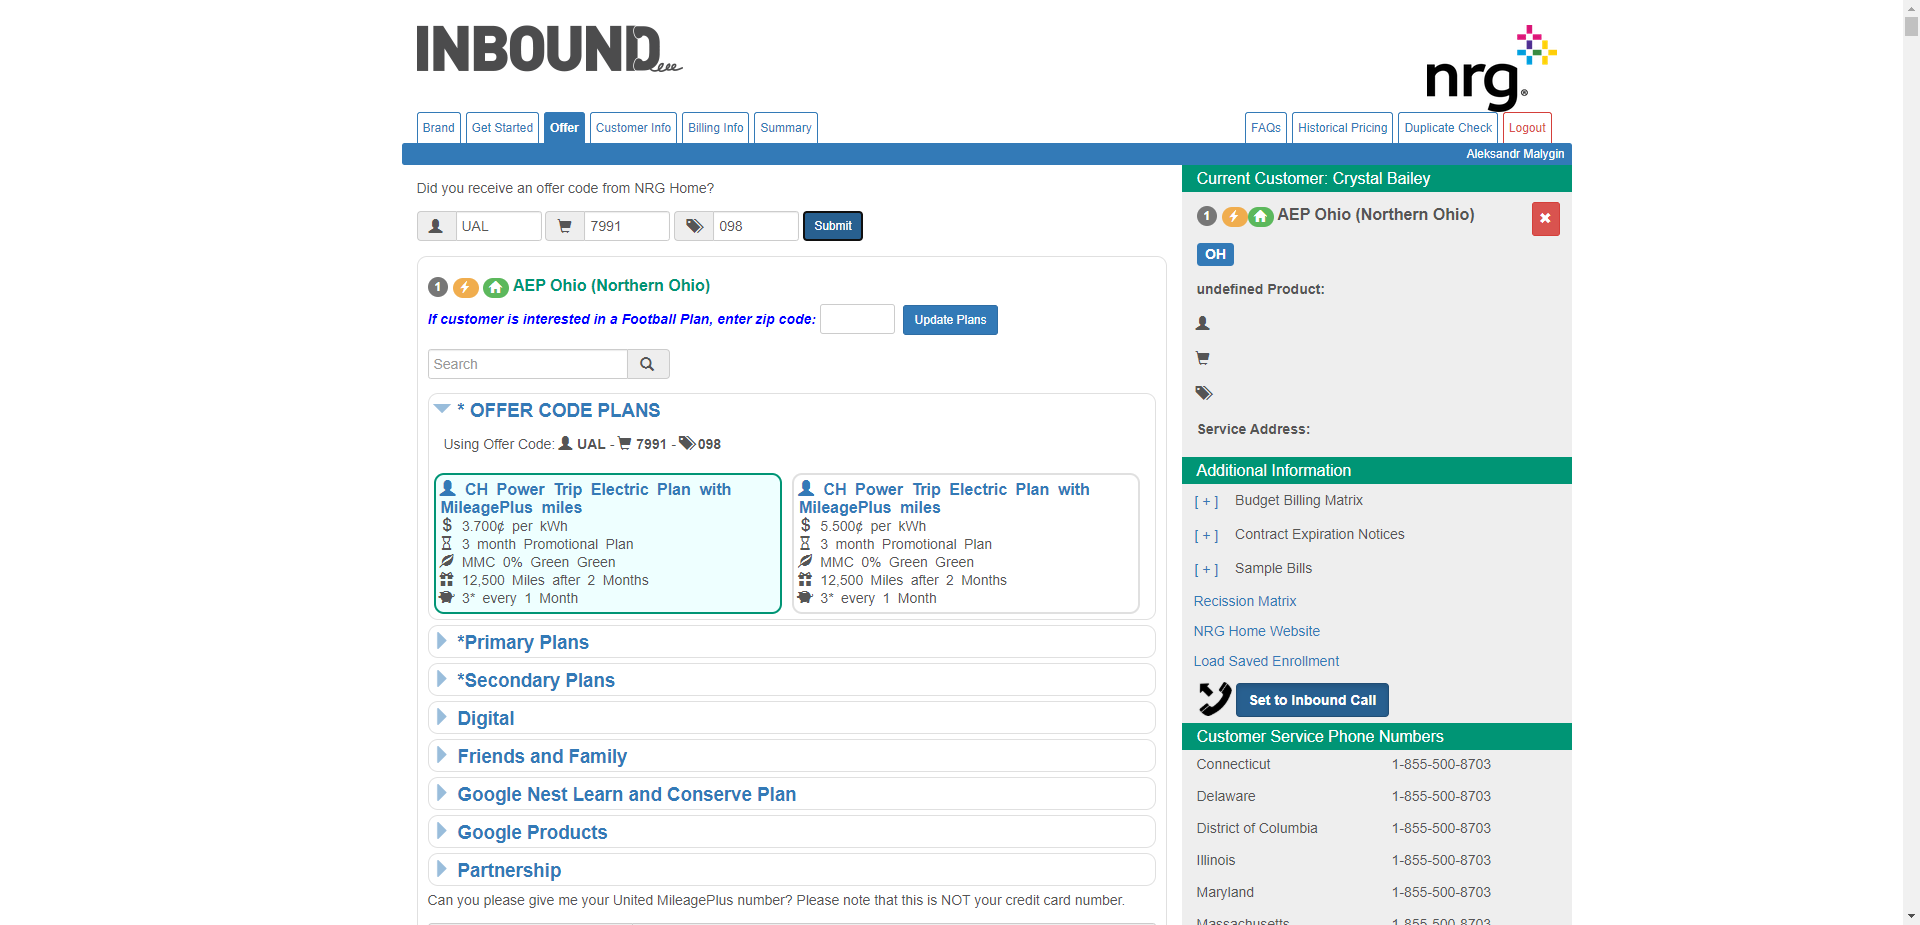 INBOUND
nrg®
Brand
Get Started
Offer
Customer Info
Billing Info
Summary
FAQs
Historical Pricing
Duplicate Check
Logout
Aleksandr Malygin
Did you receive an offer code from NRG Home?
UAL
7991
098
Submit
1 AEP Ohio (Northern Ohio)
If customer is interested in a Football Plan, enter zip code:
Update Plans
Search
* OFFER CODE PLANS
Using Offer Code: UAL - 7991 - 098
CH Power Trip Electric Plan with
MileagePlus miles
$ 3.700¢ per kWh
3 month Promotional Plan
MMC 0% Green Green
12,500 Miles after 2 Months
3* every 1 Month
CH Power Trip Electric Plan with
MileagePlus miles
$ 5.500¢ per kWh
3 month Promotional Plan
MMC 0% Green Green
12,500 Miles after 2 Months
3* every 1 Month
*Primary Plans
*Secondary Plans
Digital
Friends and Family
Google Nest Learn and Conserve Plan
Google Products
Partnership
Can you please give me your United MileagePlus number? Please note that this is NOT your credit card number.
Current Customer: Crystal Bailey
1 AEP Ohio (Northern Ohio)
OH
undefined Product:
Service Address:
Additional Information
[ + ] Budget Billing Matrix
[ + ] Contract Expiration Notices
[ + ] Sample Bills
Recission Matrix
NRG Home Website
Load Saved Enrollment
Set to Inbound Call
Customer Service Phone Numbers
Connecticut 1-855-500-8703
Delaware 1-855-500-8703
District of Columbia 1-855-500-8703
Illinois 1-855-500-8703
Maryland 1-855-500-8703
Massachusetts 1-855-500-8703